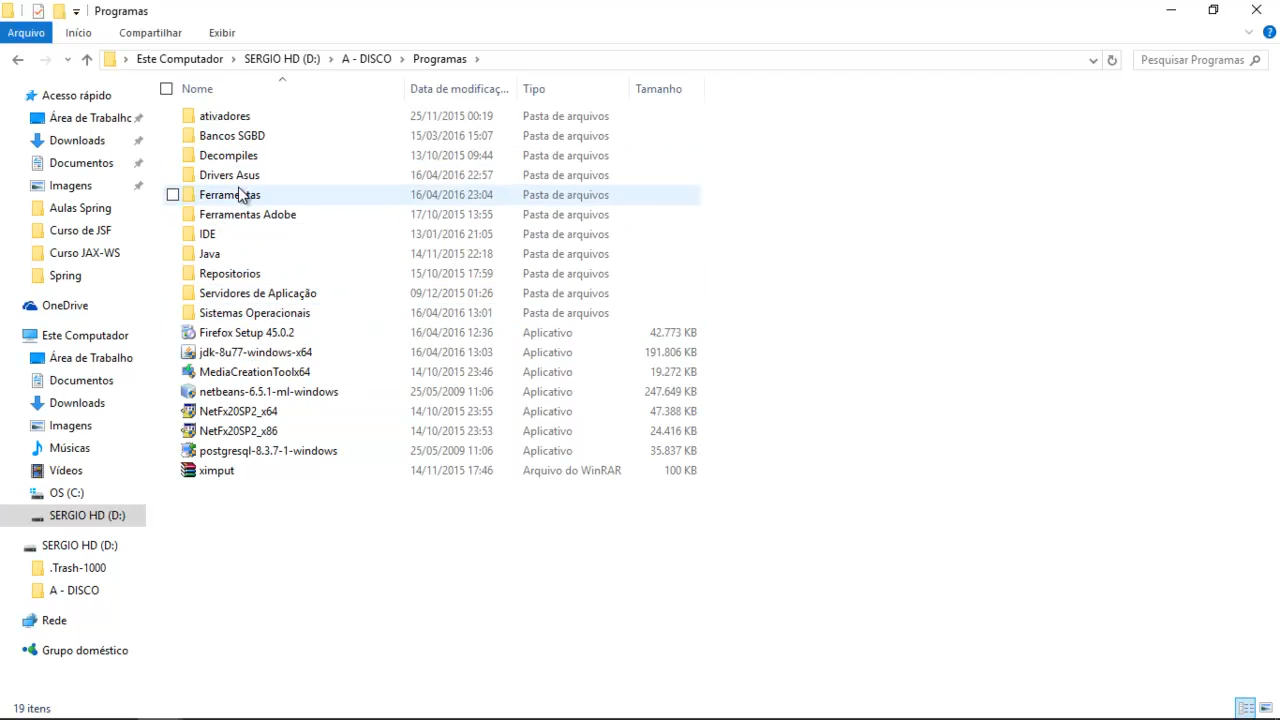 Programas
Arquivo Início Compartilhar Exibir
Este Computador SERGIO HD (D:) A - DISCO Programas
Pesquisar Programas
Nome Data de modificaç... Tipo Tamanho
Acesso rápido
Área de Trabalho
Downloads
Documentos
Imagens
Aulas Spring
Curso de JSF
Curso JAX-WS
Spring
OneDrive
Este Computador
Área de Trabalho
Documentos
Downloads
Imagens
Músicas
Vídeos
OS (C:)
SERGIO HD (D:)
SERGIO HD (D:)
.Trash-1000
A - DISCO
Rede
Grupo doméstico
ativadores 25/11/2015 00:19 Pasta de arquivos
Bancos SGBD 15/03/2016 15:07 Pasta de arquivos
Decompiles 13/10/2015 09:44 Pasta de arquivos
Drivers Asus 16/04/2016 22:57 Pasta de arquivos
Ferramentas 16/04/2016 23:04 Pasta de arquivos
Ferramentas Adobe 17/10/2015 13:55 Pasta de arquivos
IDE 13/01/2016 21:05 Pasta de arquivos
Java 14/11/2015 22:18 Pasta de arquivos
Repositorios 15/10/2015 17:59 Pasta de arquivos
Servidores de Aplicação 09/12/2015 01:26 Pasta de arquivos
Sistemas Operacionais 16/04/2016 13:01 Pasta de arquivos
Firefox Setup 45.0.2 16/04/2016 12:36 Aplicativo 42.773 KB
jdk-8u77-windows-x64 16/04/2016 13:03 Aplicativo 191.806 KB
MediaCreationToolx64 14/10/2015 23:46 Aplicativo 19.272 KB
netbeans-6.5.1-ml-windows 25/05/2009 11:06 Aplicativo 247.649 KB
NetFx20SP2_x64 14/10/2015 23:55 Aplicativo 47.388 KB
NetFx20SP2_x86 14/10/2015 23:53 Aplicativo 24.416 KB
postgresql-8.3.7-1-windows 25/05/2009 11:06 Aplicativo 35.837 KB
ximput 14/11/2015 17:46 Arquivo do WinRAR 100 KB
19 itens